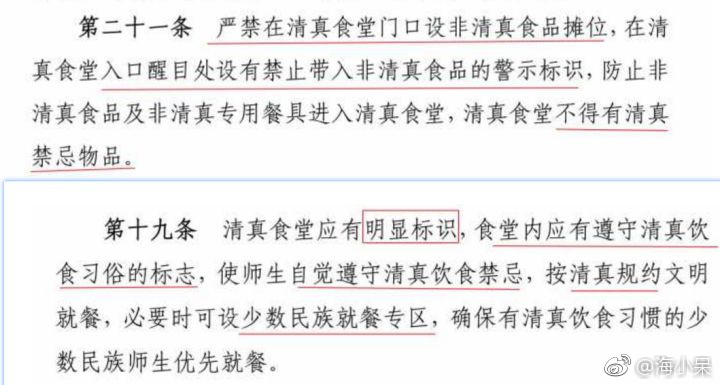 第二十一条 严禁在清真食堂门口设非清真食品摊位，在清
真食堂入口醒目处设有禁止带入非清真食品的警示标识，防止非
清真食品及非清真专用餐具进入清真食堂，清真食堂不得有清真
禁忌物品。
第十九条 清真食堂应有明显标识，食堂内应有遵守清真饮
食习俗的标志，使师生自觉遵守清真饮食禁忌，按清真规约文明
就餐，必要时可设少数民族就餐专区，确保有清真饮食习惯的少
数民族师生优先就餐。
@海小呆